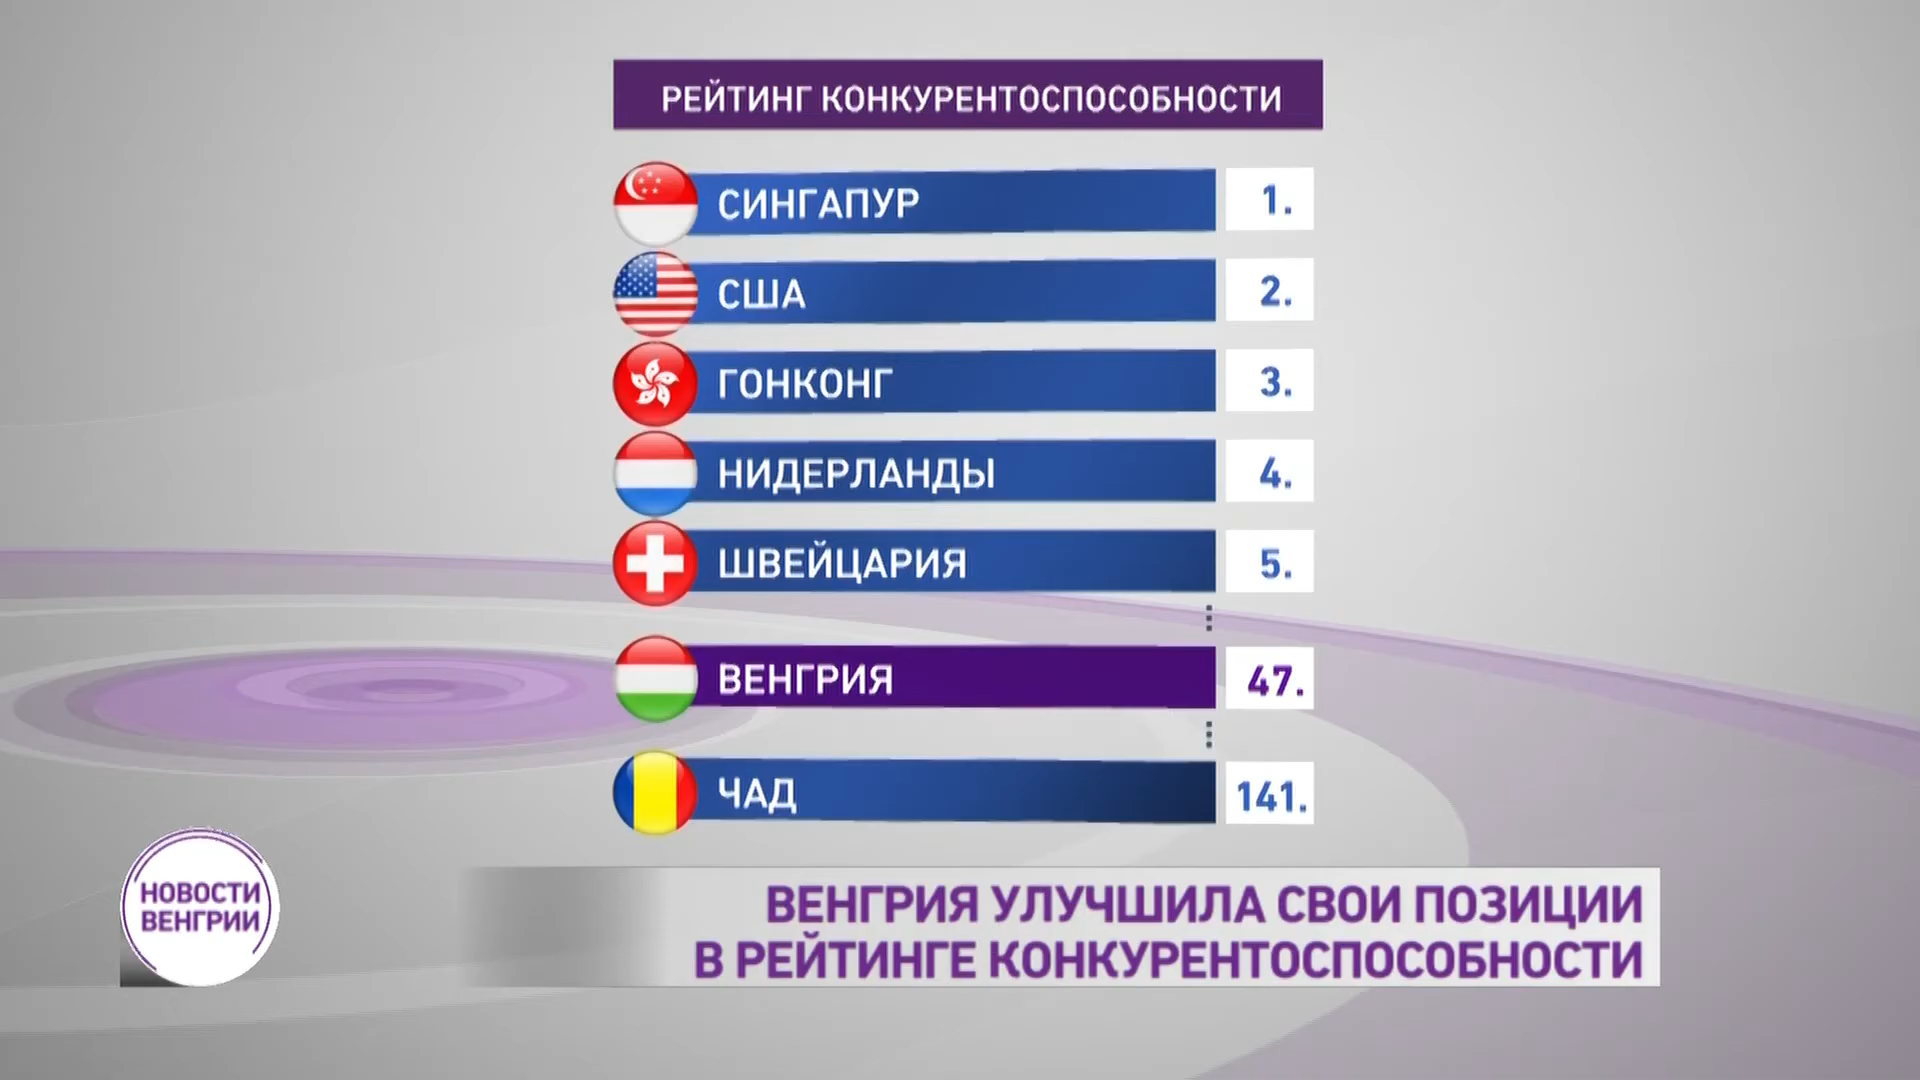 РЕЙТИНГ КОНКУРЕНТОСПОСОБНОСТИ
СИНГАПУР 1.
США 2.
ГОНКОНГ 3.
НИДЕРЛАНДЫ 4.
ШВЕЙЦАРИЯ 5.
ВЕНГРИЯ 47.
ЧАД 141.
НОВОСТИ
ВЕНГРИИ
ВЕНГРИЯ УЛУЧШИЛА СВОИ ПОЗИЦИИ
В РЕЙТИНГЕ КОНКУРЕНТОСПОСОБНОСТИ